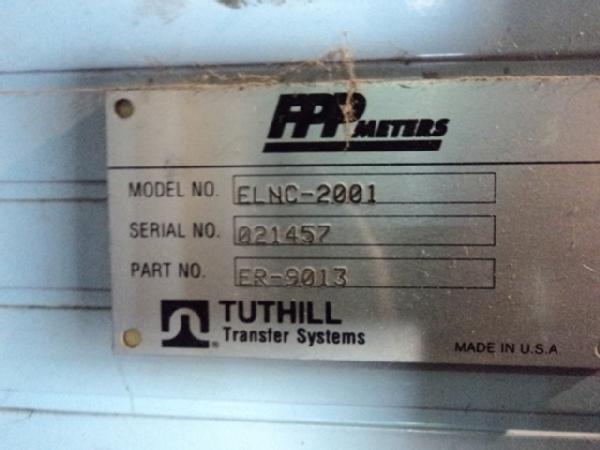 FPP METERS
MODEL NO. ELNC-2001
SERIAL NO. 021457
PART NO. ER-9013
TUTHILL
Transfer Systems
MADE IN U.S.A